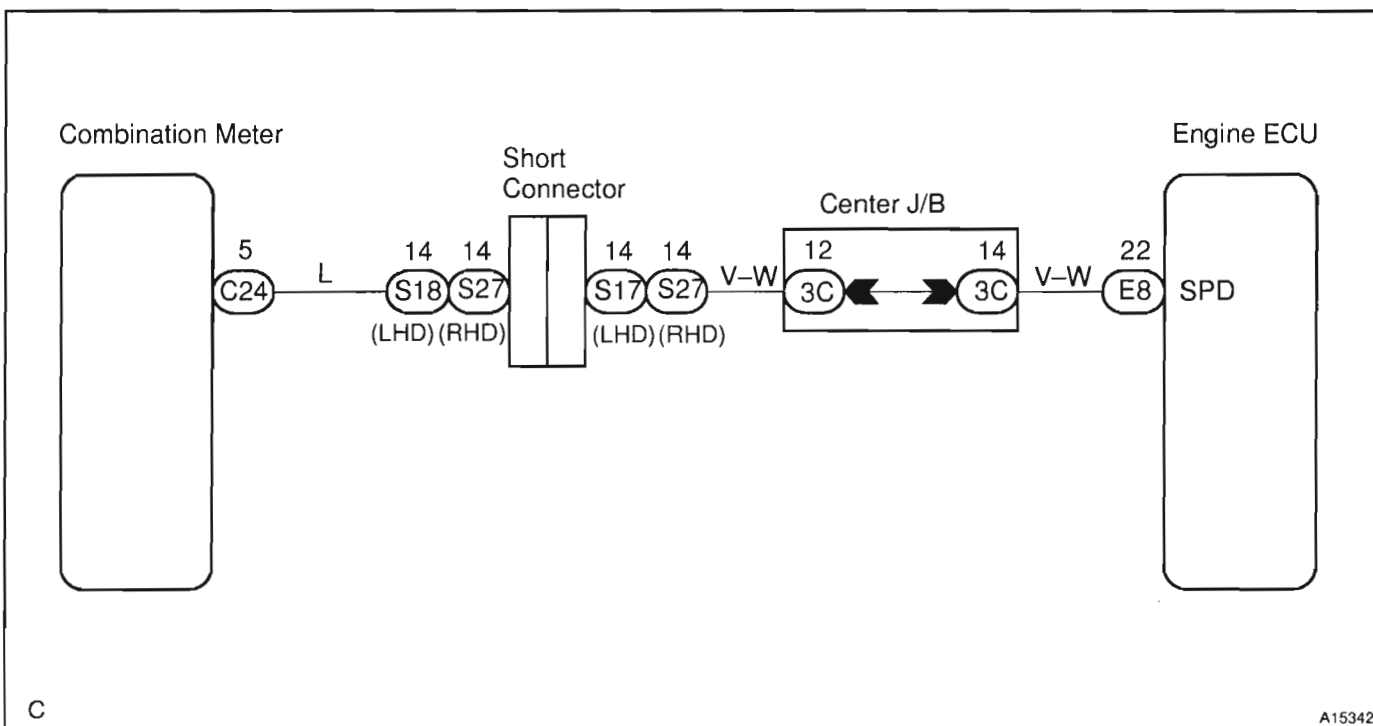 Combination Meter
Engine ECU
Short
Connector
Center J/B
5
14
14
14
14
12
14
22
C24
L
S18
S27
S17
S27
V–W
3C
3C
V–W
E8
SPD
(LHD)
(RHD)
(LHD)
(RHD)
C
A15342